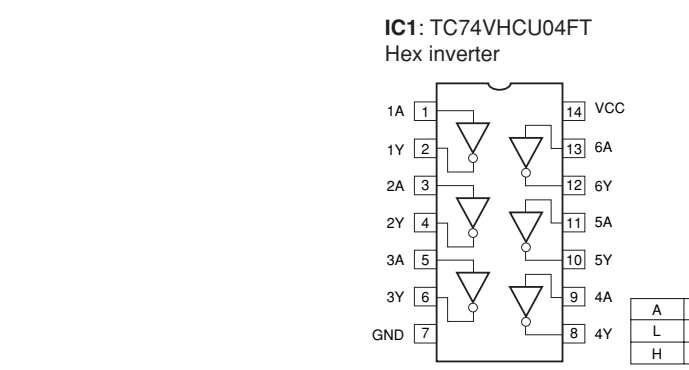 IC1: TC74VHCU04FT
Hex inverter
1A 1 14 VCC
1Y 2 13 6A
2A 3 12 6Y
2Y 4 11 5A
3A 5 10 5Y
3Y 6 9 4A
GND 7 8 4Y
A
L
H